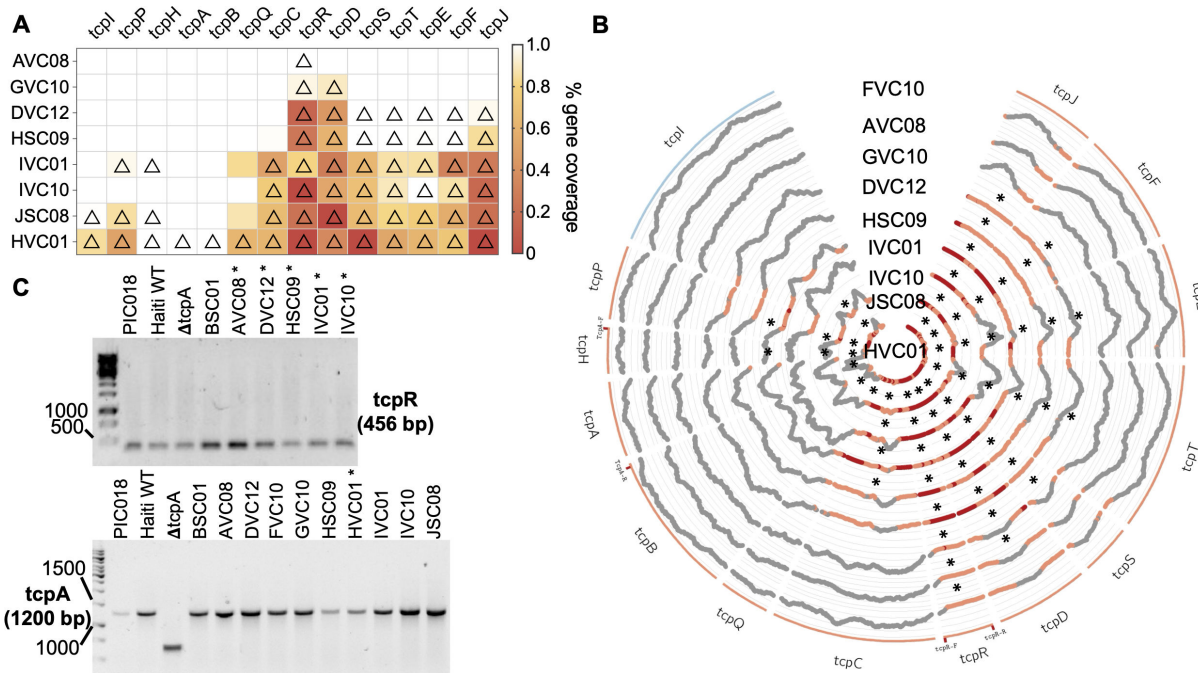 A
tcpI tcpP tcpH tcpA tcpB tcpQ tcpC tcpR tcpD tcpS tcpT tcpE tcpF tcpJ
AVC08
GVC10
DVC12
HSC09
IVC01
IVC10
JSC08
HVC01
1.0
0.8
0.6
0.4
0.2
0
% gene coverage
B
FVC10
AVC08
GVC10
DVC12
HSC09
IVC01
IVC10
JSC08
HVC01
tcpJ
tcpF
tcpT
tcpS
tcpD
tcpR-R
tcpR
tcpR-F
tcpC
tcpQ
tcpB
TcpA-R
tcpA
tcpH
TcpA-F
tcpP
tcpI
C
PIC018 Haiti WT ΔtcpA BSC01 AVC08* DVC12* HSC09* IVC01* IVC10*
1000
500
tcpR
(456 bp)
PIC018 Haiti WT ΔtcpA BSC01 AVC08 DVC12 FVC10 GVC10 HSC09 HVC01* IVC01 IVC10 JSC08
1500
tcpA
(1200 bp)
1000